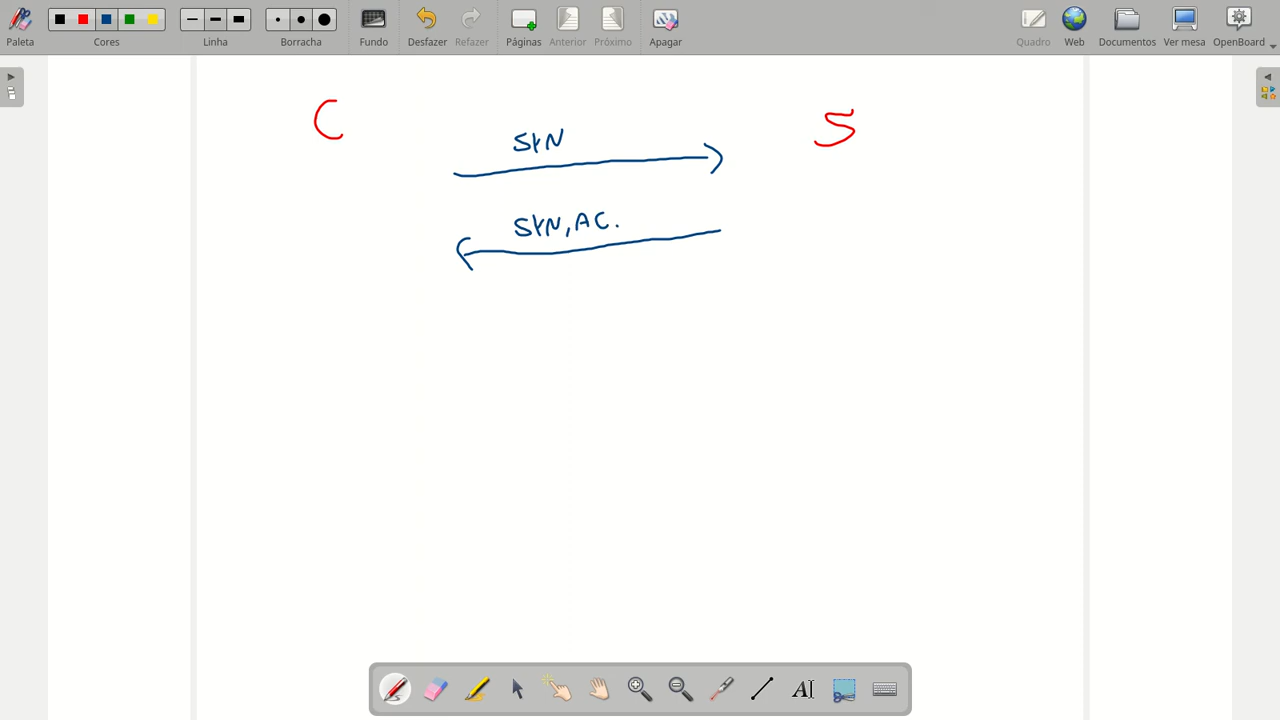 Paleta Cores Linha Borracha Fundo Desfazer Refazer Páginas Anterior Próximo Apagar Quadro Web Documentos Ver mesa OpenBoard
C S
SYN
SYN, AC.